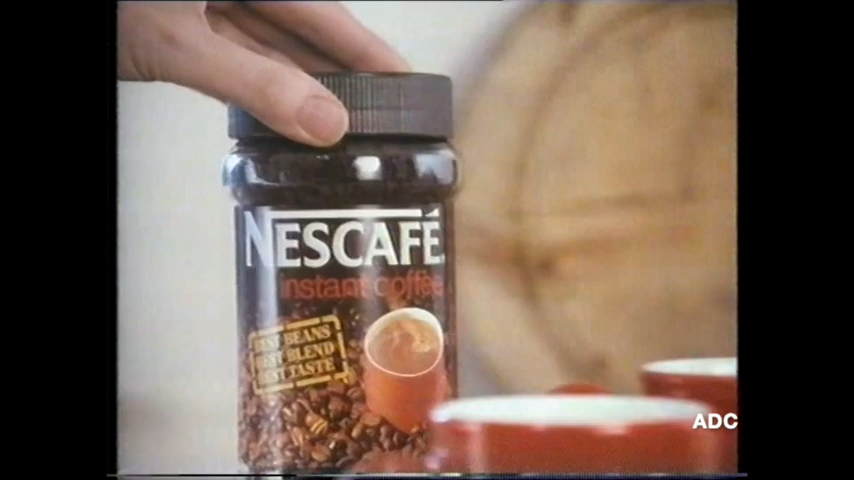 NESCAFÉ
instant coffee
BEST BEANS
BEST BLEND
BEST TASTE
ADC